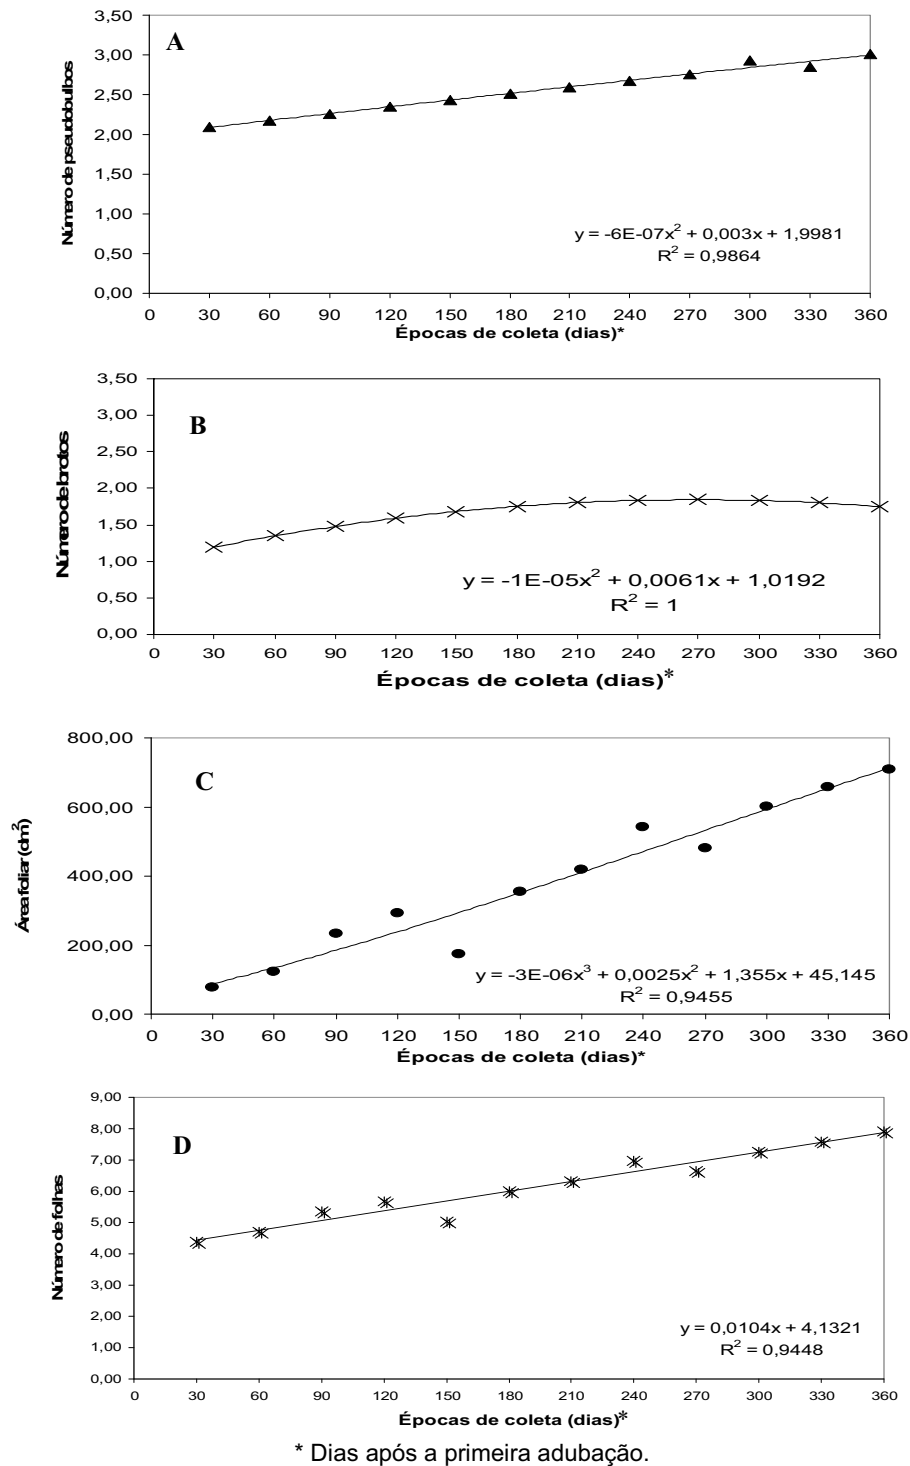 3,50
A
3,00
2,50
2,00
1,50
1,00
0,50
0,00
Número de pseudobulbos
y = -6E-07x² + 0,003x + 1,9981
R² = 0,9864
0 30 60 90 120 150 180 210 240 270 300 330 360
Épocas de coleta (dias)*
3,50
B
3,00
2,50
2,00
1,50
1,00
0,50
0,00
Número de brotos
y = -1E-05x² + 0,0061x + 1,0192
R² = 1
0 30 60 90 120 150 180 210 240 270 300 330 360
Épocas de coleta (dias)*
800,00
C
600,00
400,00
200,00
0,00
Área foliar (dm²)
y = -3E-06x³ + 0,0025x² + 1,355x + 45,145
R² = 0,9455
0 30 60 90 120 150 180 210 240 270 300 330 360
Épocas de coleta (dias)*
9,00
D
8,00
7,00
6,00
5,00
4,00
3,00
2,00
1,00
0,00
Número de folhas
y = 0,0104x + 4,1321
R² = 0,9448
30 60 90 120 150 180 210 240 270 300 330 360
Épocas de coleta (dias)*
* Dias após a primeira adubação.